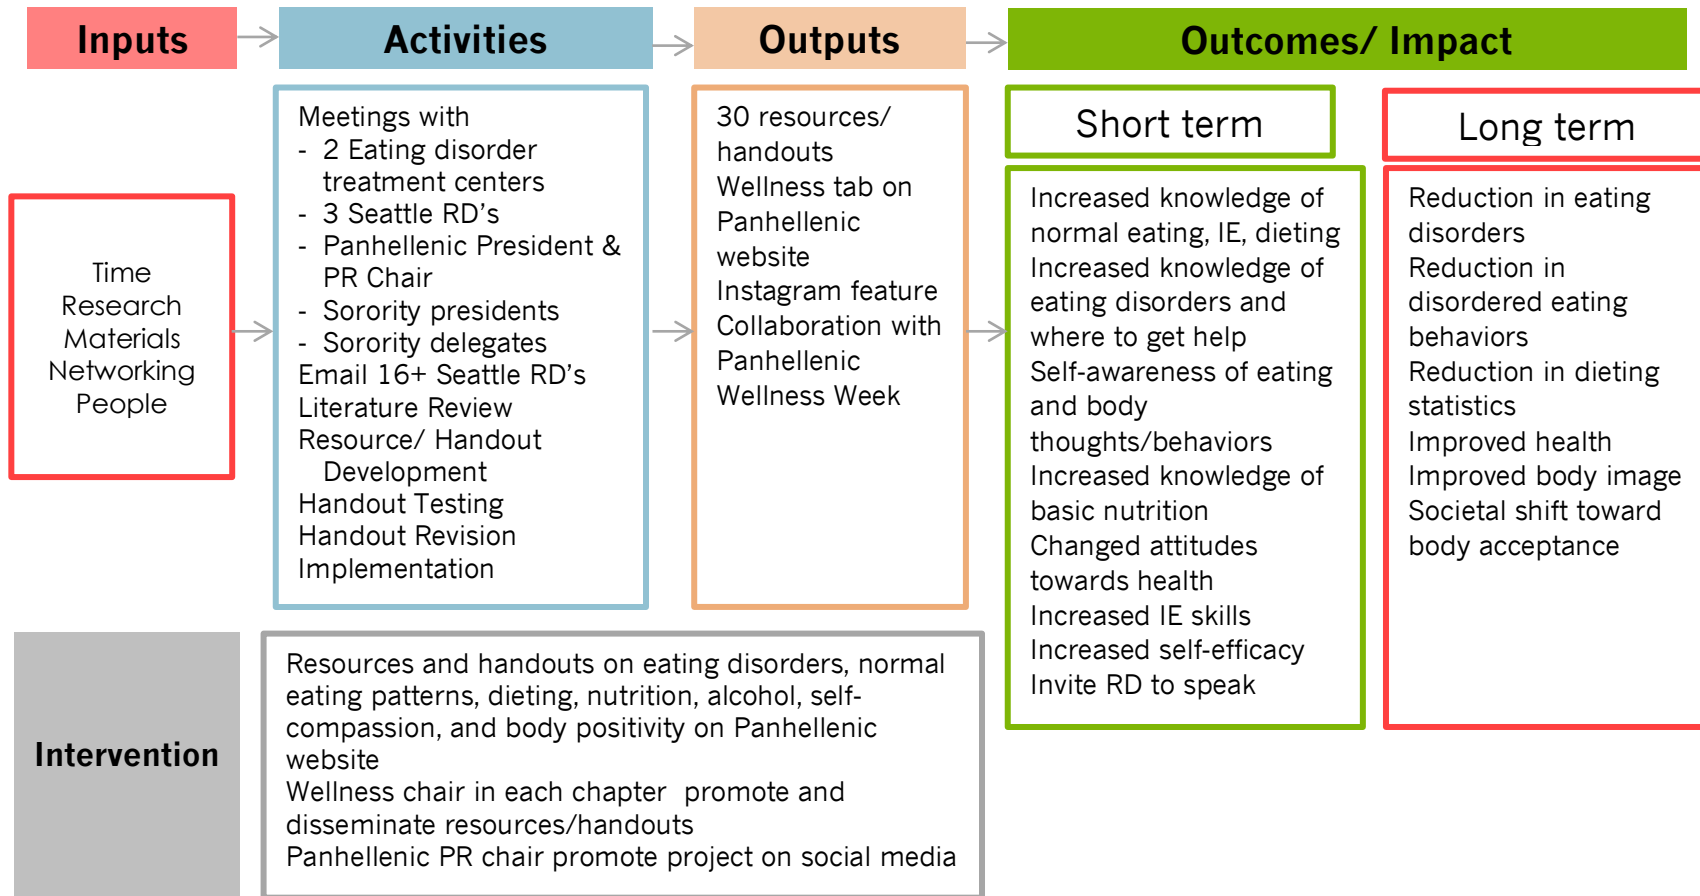 Inputs
Activities
Outputs
Outcomes/ Impact
Time
Research
Materials
Networking
People
Meetings with
- 2 Eating disorder
treatment centers
- 3 Seattle RD’s
- Panhellenic President &
PR Chair
- Sorority presidents
- Sorority delegates
Email 16+ Seattle RD’s
Literature Review
Resource/ Handout
Development
Handout Testing
Handout Revision
Implementation
30 resources/
handouts
Wellness tab on
Panhellenic
website
Instagram feature
Collaboration with
Panhellenic
Wellness Week
Short term
Increased knowledge of
normal eating, IE, dieting
Increased knowledge of
eating disorders and
where to get help
Self-awareness of eating
and body
thoughts/behaviors
Increased knowledge of
basic nutrition
Changed attitudes
towards health
Increased IE skills
Increased self-efficacy
Invite RD to speak
Long term
Reduction in eating
disorders
Reduction in
disordered eating
behaviors
Reduction in dieting
statistics
Improved health
Improved body image
Societal shift toward
body acceptance
Intervention
Resources and handouts on eating disorders, normal
eating patterns, dieting, nutrition, alcohol, self-
compassion, and body positivity on Panhellenic
website
Wellness chair in each chapter promote and
disseminate resources/handouts
Panhellenic PR chair promote project on social media